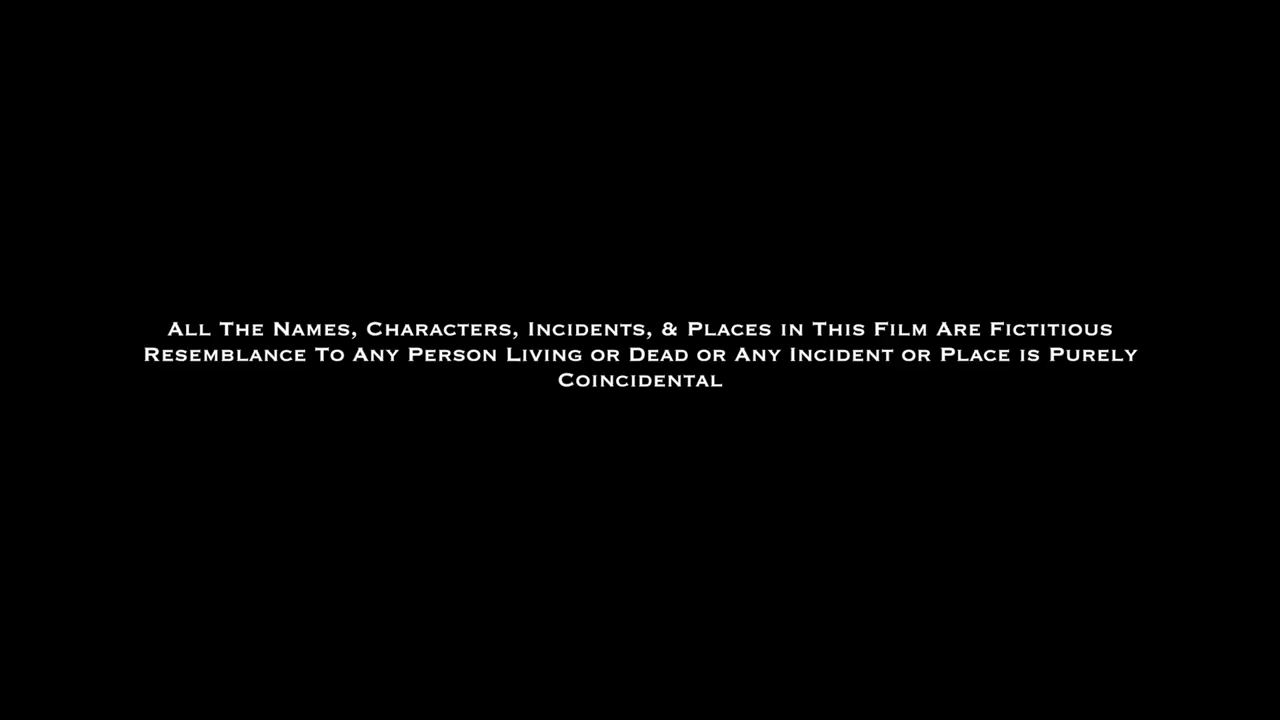 All The Names, Characters, Incidents, & Places in This Film Are Fictitious
Resemblance To Any Person Living or Dead or Any Incident or Place is Purely
Coincidental